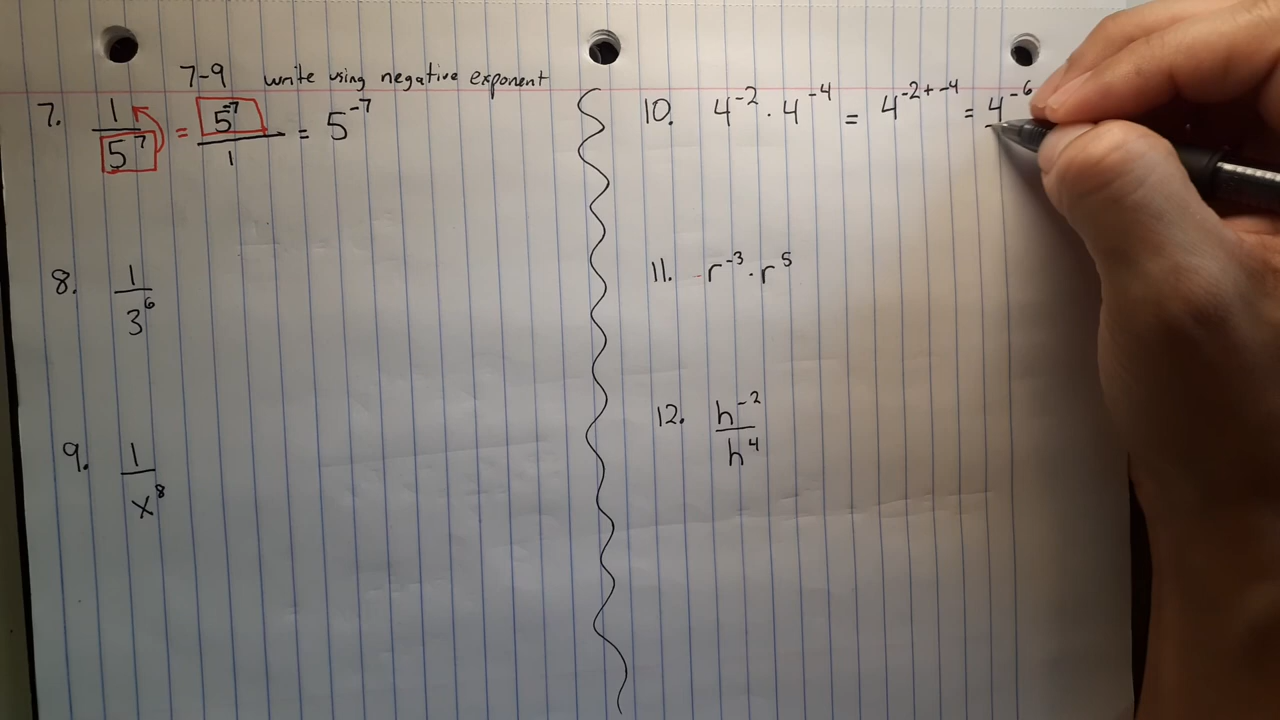 7-9 write using negative exponent
7. 1/5^7 = 5^-7/1 = 5^-7
8. 1/3^6
9. 1/x^8
10. 4^-2 · 4^-4 = 4^-2+-4 = 4^-6
11. r^-3 · r^5
12. h^-2/h^4